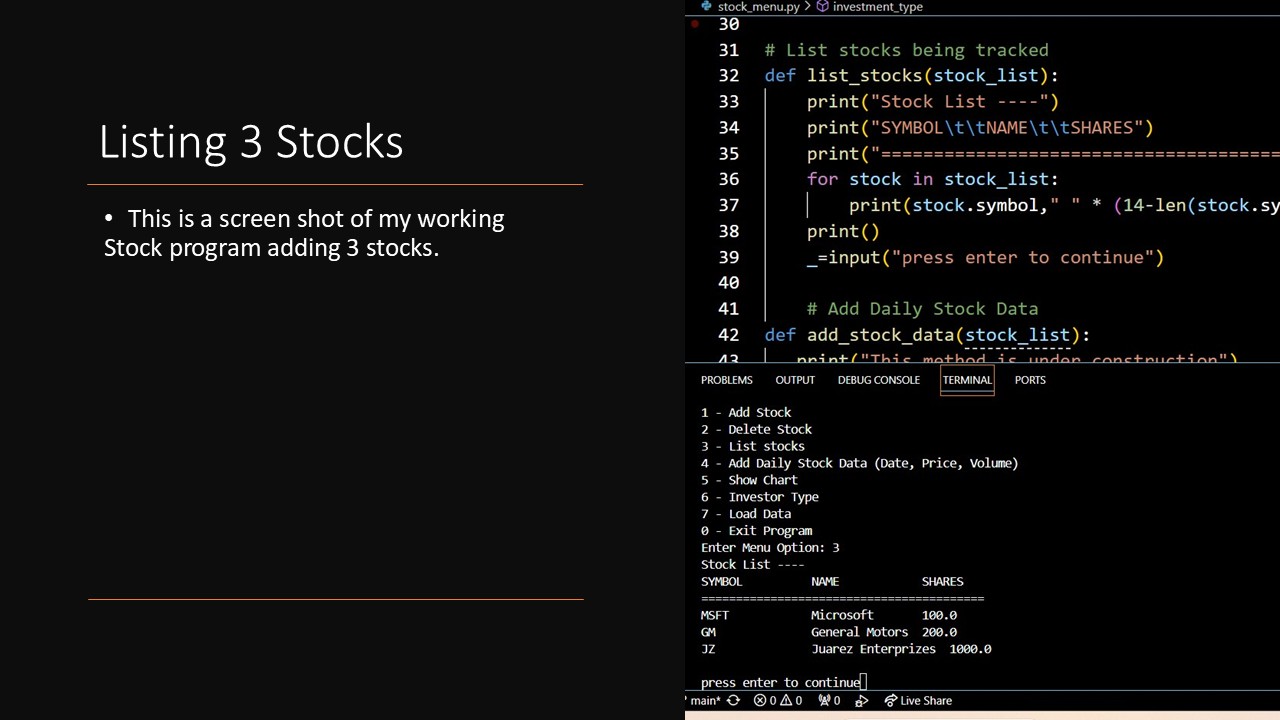 Listing 3 Stocks
• This is a screen shot of my working
Stock program adding 3 stocks.
stock_menu.py > investment_type
30
31 # List stocks being tracked
32 def list_stocks(stock_list):
33 print("Stock List ----")
34 print("SYMBOL\t\tNAME\t\tSHARES")
35 print("======================================
36 for stock in stock_list:
37 print(stock.symbol," " * (14-len(stock.sy
38 print()
39 _=input("press enter to continue")
40
41 # Add Daily Stock Data
42 def add_stock_data(stock_list):
43 print("This method is under construction")
PROBLEMS OUTPUT DEBUG CONSOLE TERMINAL PORTS
1 - Add Stock
2 - Delete Stock
3 - List stocks
4 - Add Daily Stock Data (Date, Price, Volume)
5 - Show Chart
6 - Investor Type
7 - Load Data
0 - Exit Program
Enter Menu Option: 3
Stock List ----
SYMBOL NAME SHARES
=========================================
MSFT Microsoft 100.0
GM General Motors 200.0
JZ Juarez Enterprizes 1000.0
press enter to continue
main* 0 0 0 Live Share